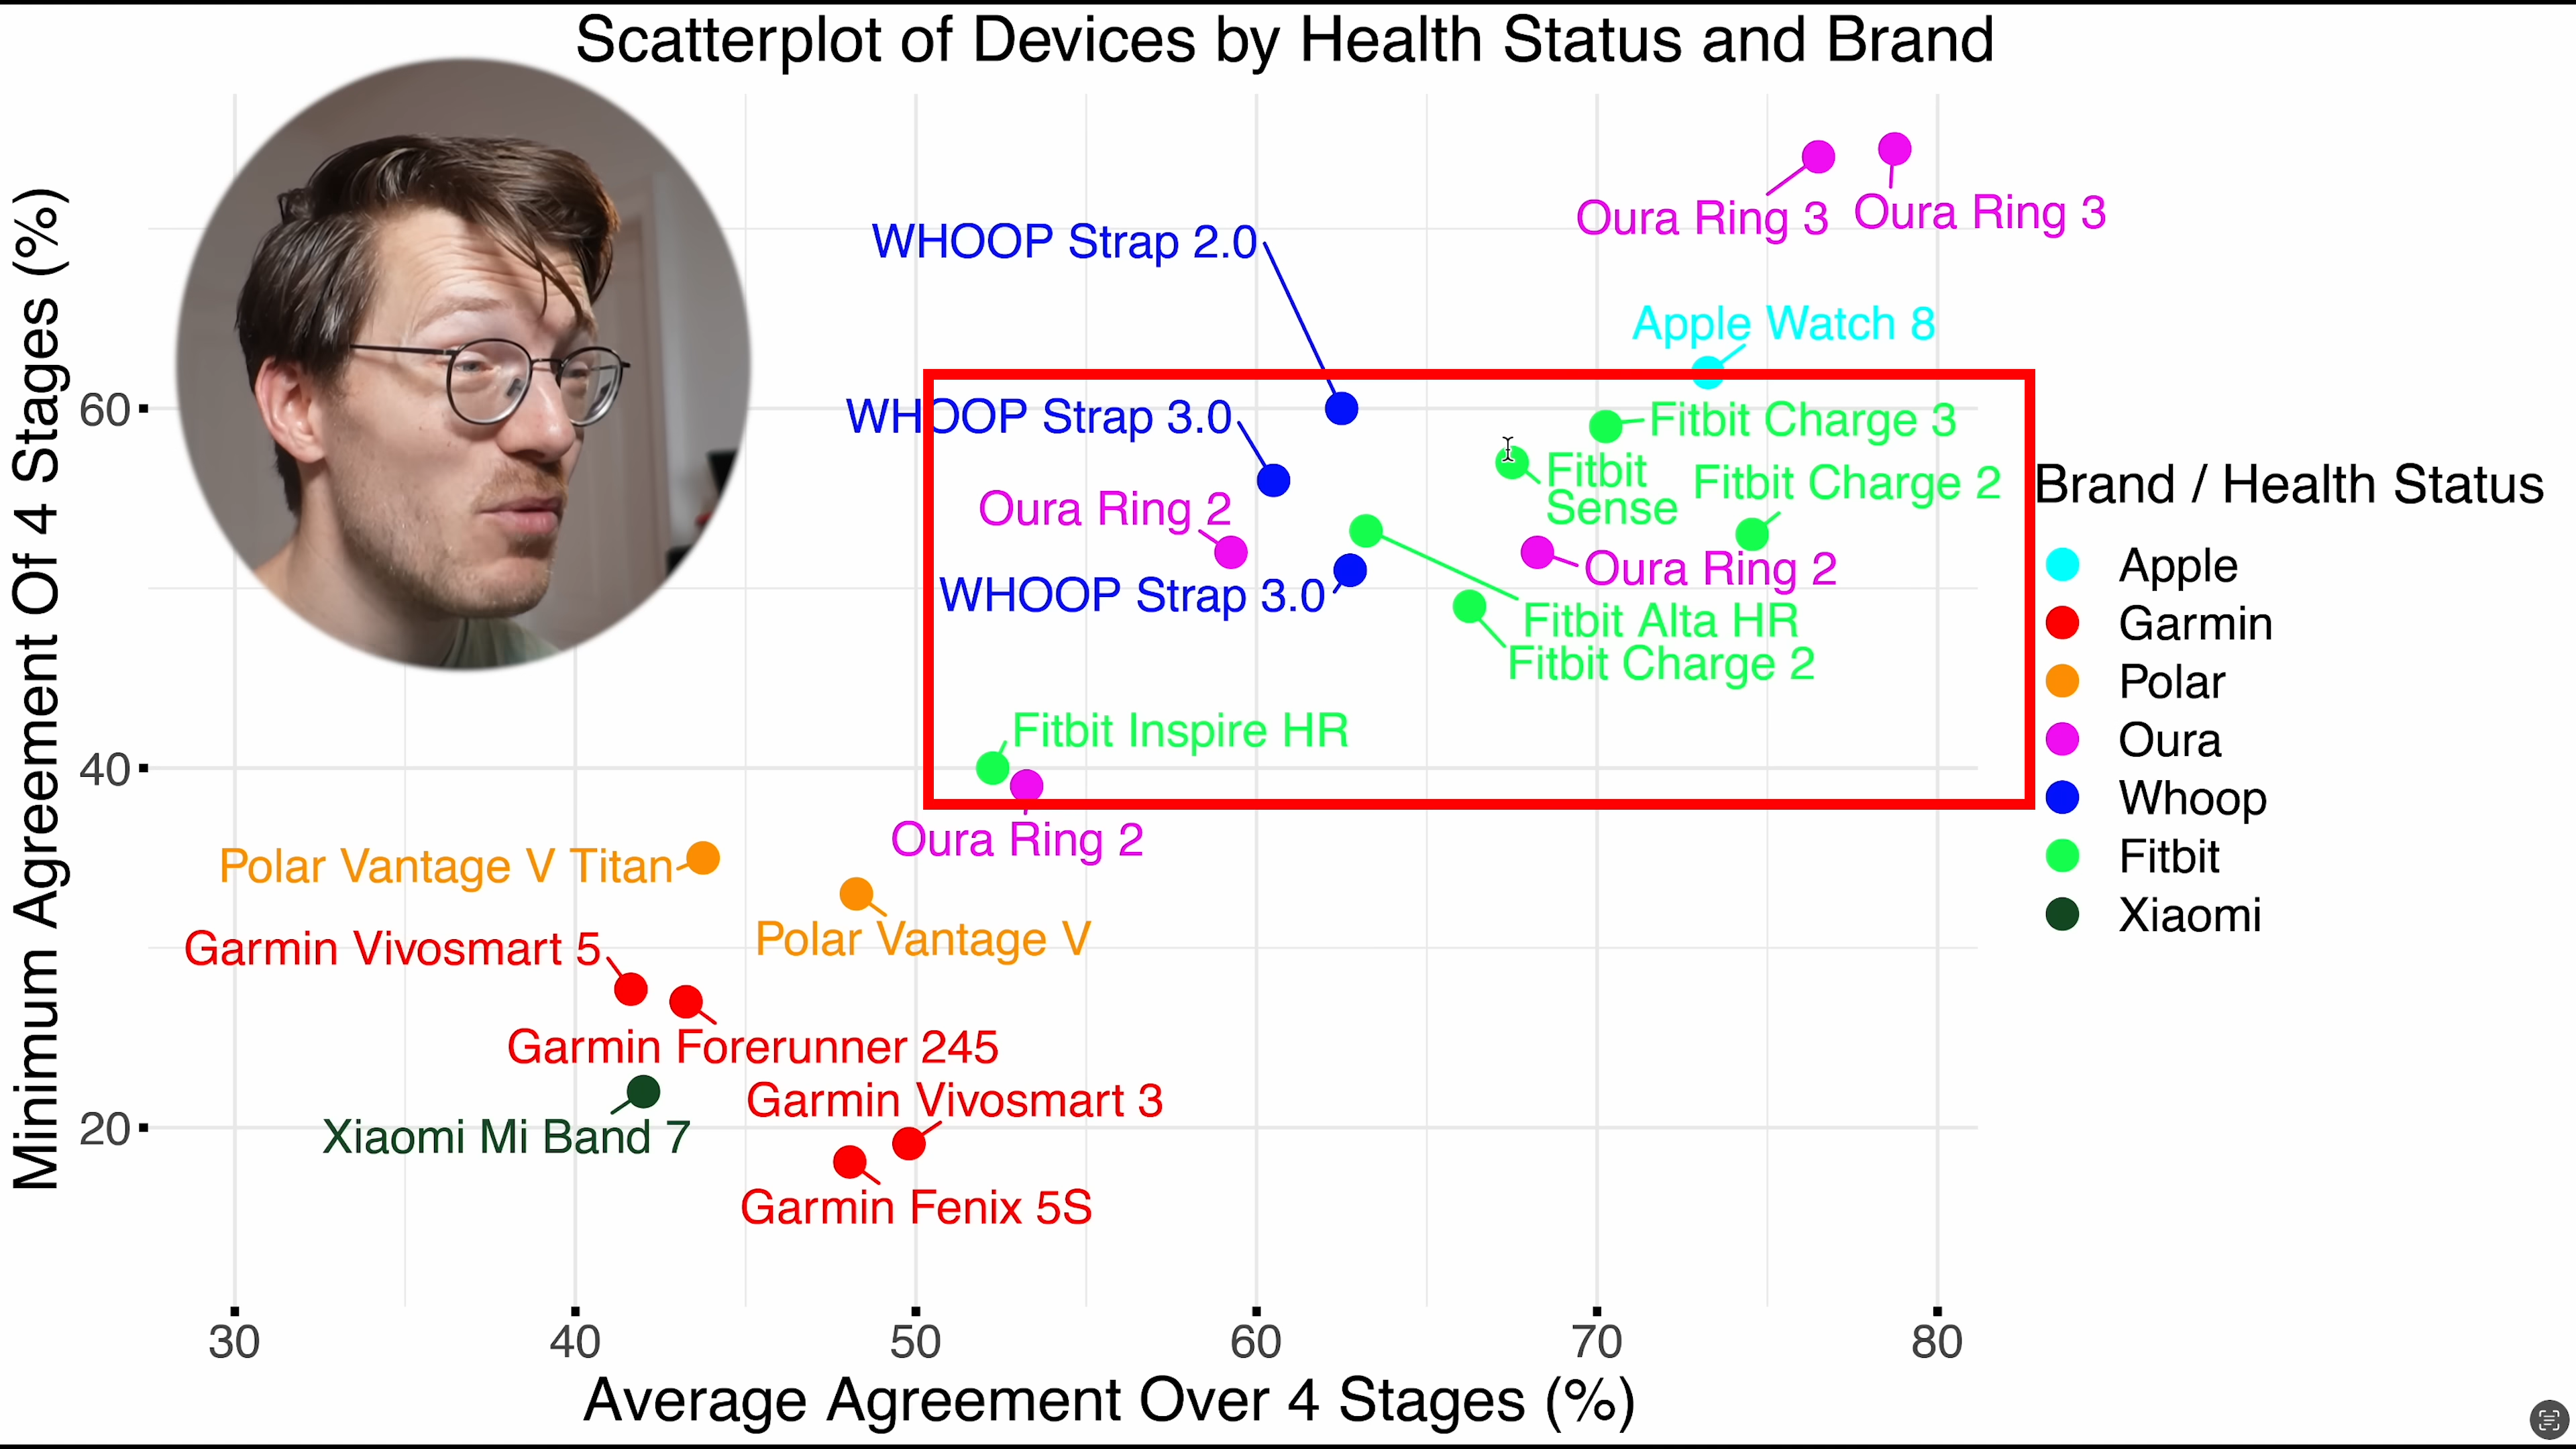 Scatterplot of Devices by Health Status and Brand
Minimum Agreement Of 4 Stages (%)
60
40
20
WHOOP Strap 2.0
Oura Ring 3
Oura Ring 3
Apple Watch 8
WHOOP Strap 3.0
Fitbit Charge 3
Fitbit
Sense
Fitbit Charge 2
Oura Ring 2
Oura Ring 2
WHOOP Strap 3.0
Fitbit Alta HR
Fitbit Charge 2
Fitbit Inspire HR
Oura Ring 2
Polar Vantage V Titan
Polar Vantage V
Garmin Vivosmart 5
Garmin Forerunner 245
Garmin Vivosmart 3
Xiaomi Mi Band 7
Garmin Fenix 5S
30
40
50
60
70
80
Average Agreement Over 4 Stages (%)
Brand / Health Status
Apple
Garmin
Polar
Oura
Whoop
Fitbit
Xiaomi